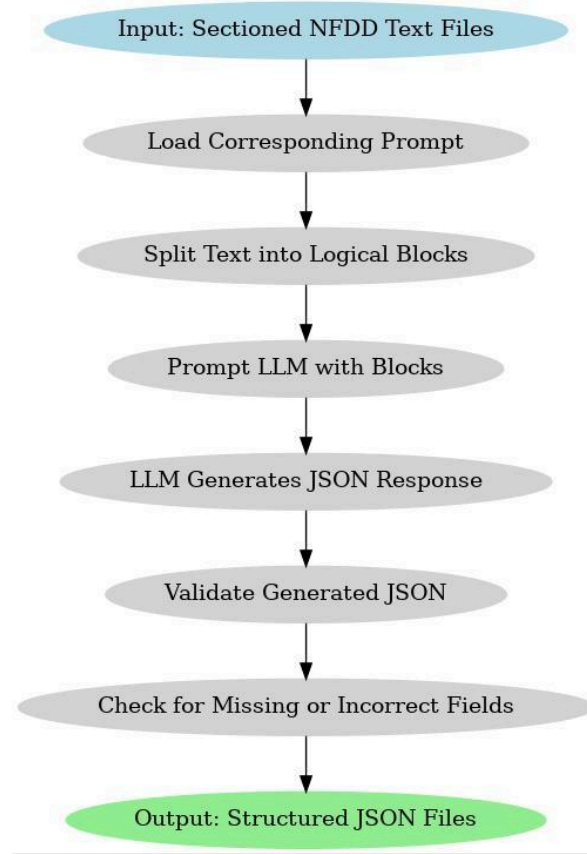 Input: Sectioned NFDD Text Files
Load Corresponding Prompt
Split Text into Logical Blocks
Prompt LLM with Blocks
LLM Generates JSON Response
Validate Generated JSON
Check for Missing or Incorrect Fields
Output: Structured JSON Files